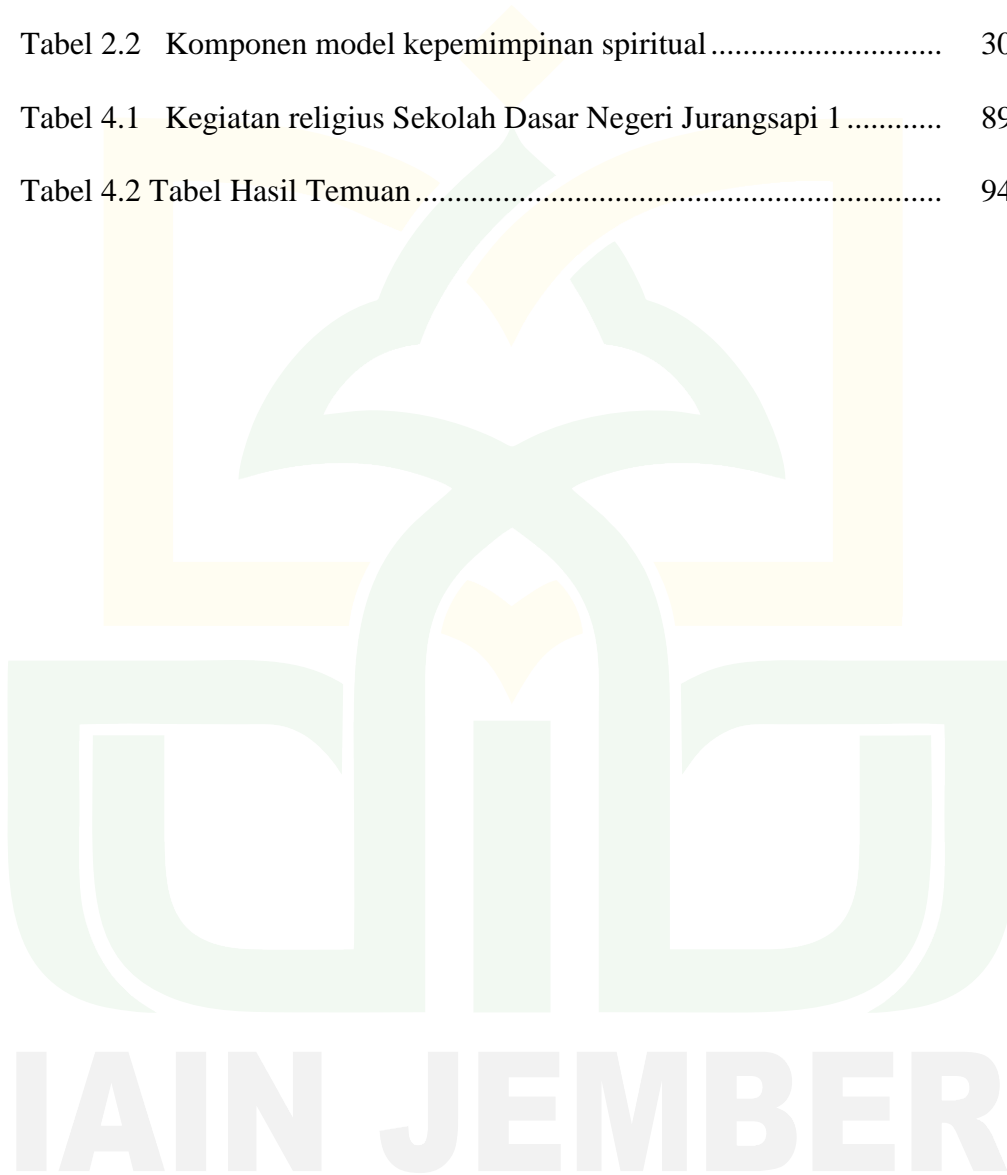 Tabel 2.2 Komponen model kepemimpinan spiritual ............................ 30
Tabel 4.1 Kegiatan religius Sekolah Dasar Negeri Jurangsapi 1 ............ 89
Tabel 4.2 Tabel Hasil Temuan .................................................................. 94
IAIN JEMBER